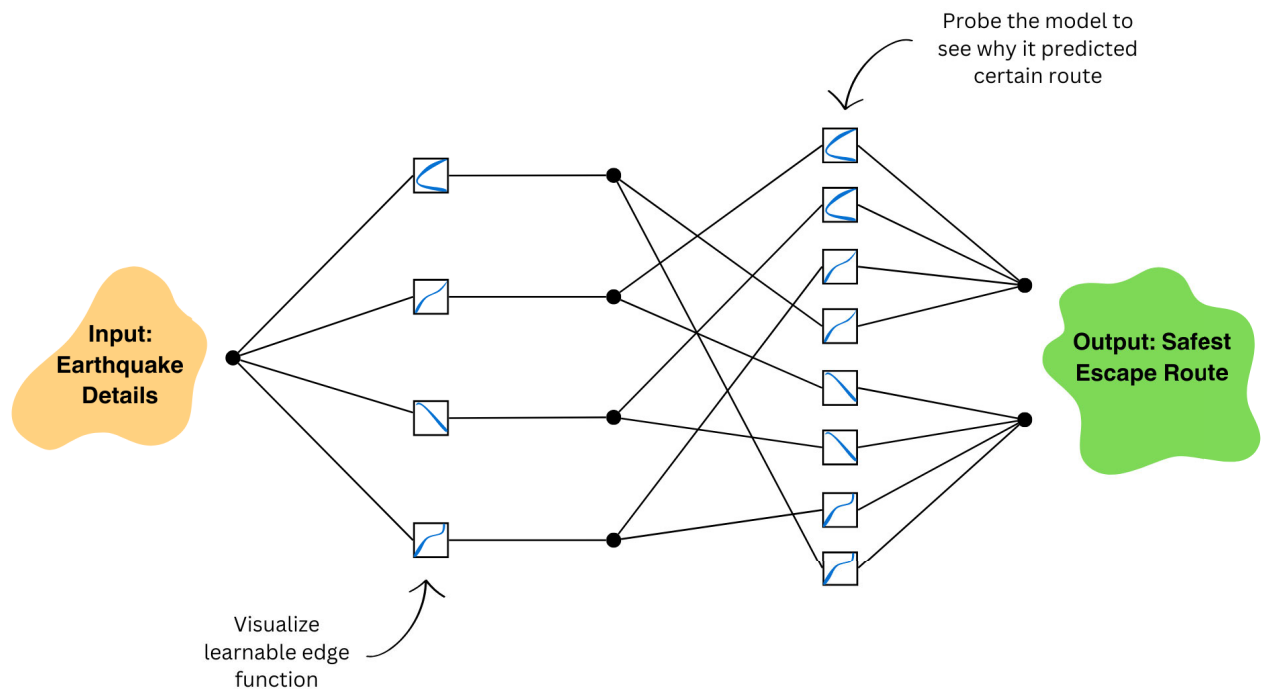 Probe the model to
see why it predicted
certain route
Input:
Earthquake
Details
Output: Safest
Escape Route
Visualize
learnable edge
function